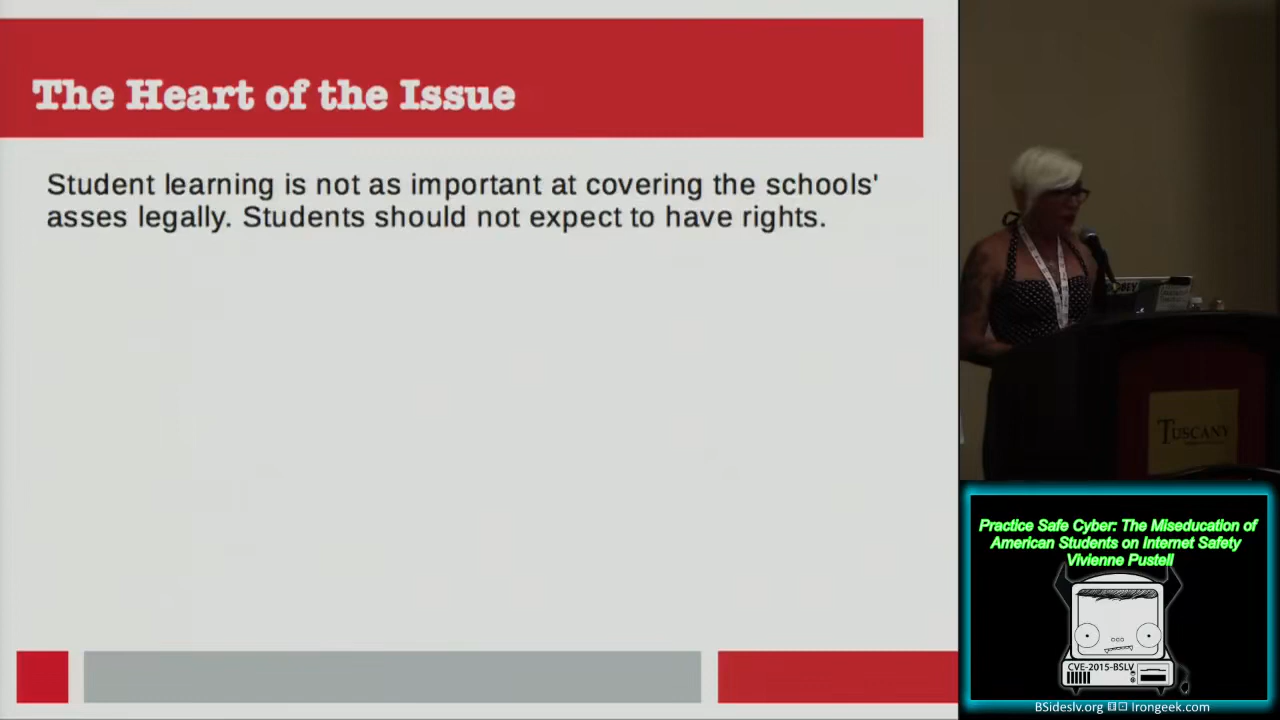 The Heart of the Issue
Student learning is not as important at covering the schools'
asses legally. Students should not expect to have rights.
OBEY
TUSCANY
Practice Safe Cyber: The Miseducation of
American Students on Internet Safety
Vivienne Pustell
CVE-2015-BSLV
BSideslv.org Irongeek.com